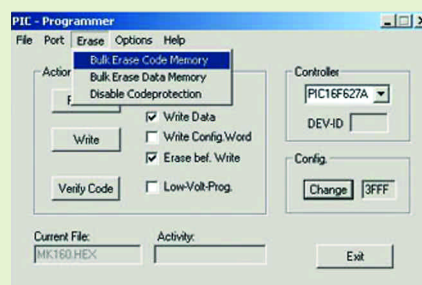 PIC - Programmer
File Port Erase Options Help
Bulk Erase Code Memory
Bulk Erase Data Memory
Disable Codeprotection
Action
Write Data
Write
Write Config.Word
Erase bef. Write
Verify Code
Low-Volt-Prog.
Controller
PIC16F627A
DEV-ID
Config.
Change
3FFF
Current File:
MK160.HEX
Activity:
Exit